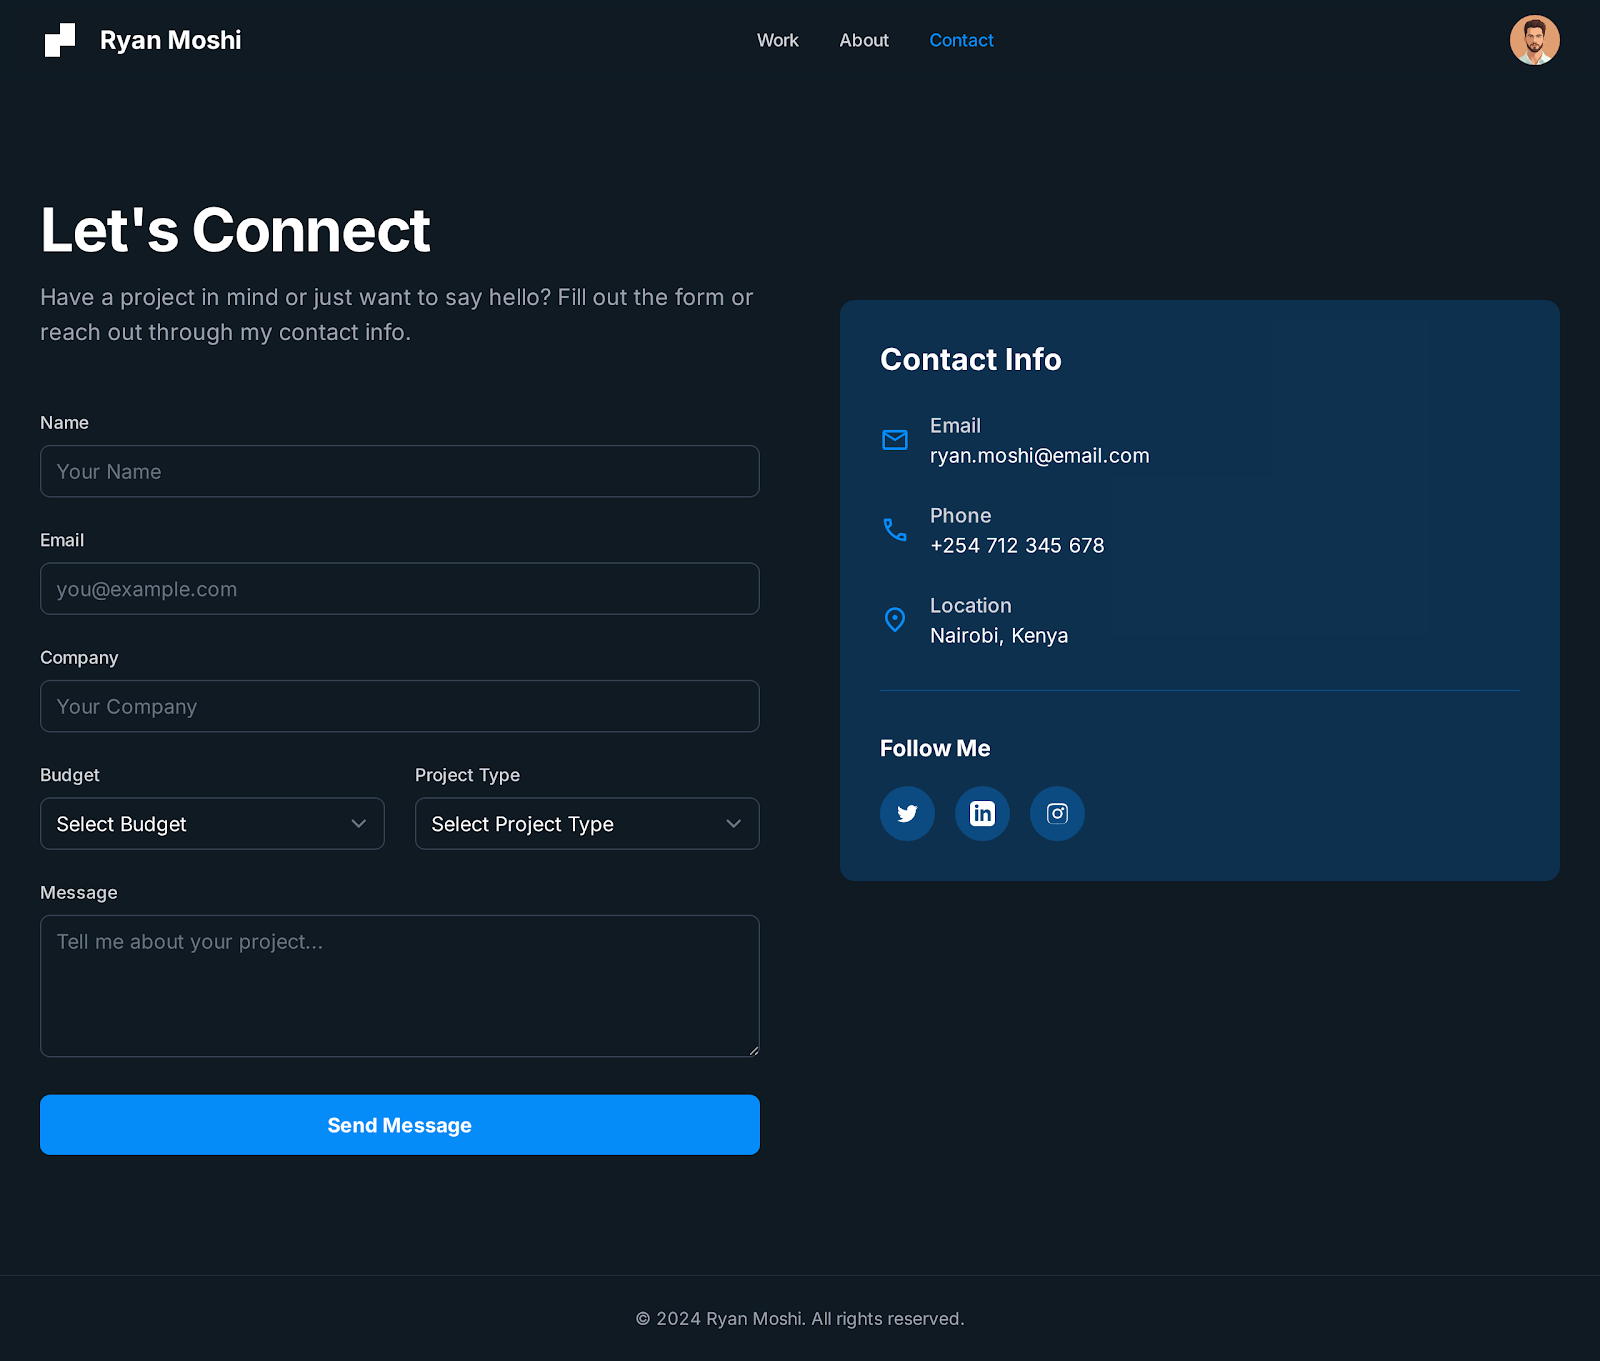 Ryan Moshi
Work
About
Contact
Let's Connect
Have a project in mind or just want to say hello? Fill out the form or
reach out through my contact info.
Name
Your Name
Email
you@example.com
Company
Your Company
Budget
Select Budget
Project Type
Select Project Type
Message
Tell me about your project...
Send Message
Contact Info
Email
ryan.moshi@email.com
Phone
+254 712 345 678
Location
Nairobi, Kenya
Follow Me
in
© 2024 Ryan Moshi. All rights reserved.